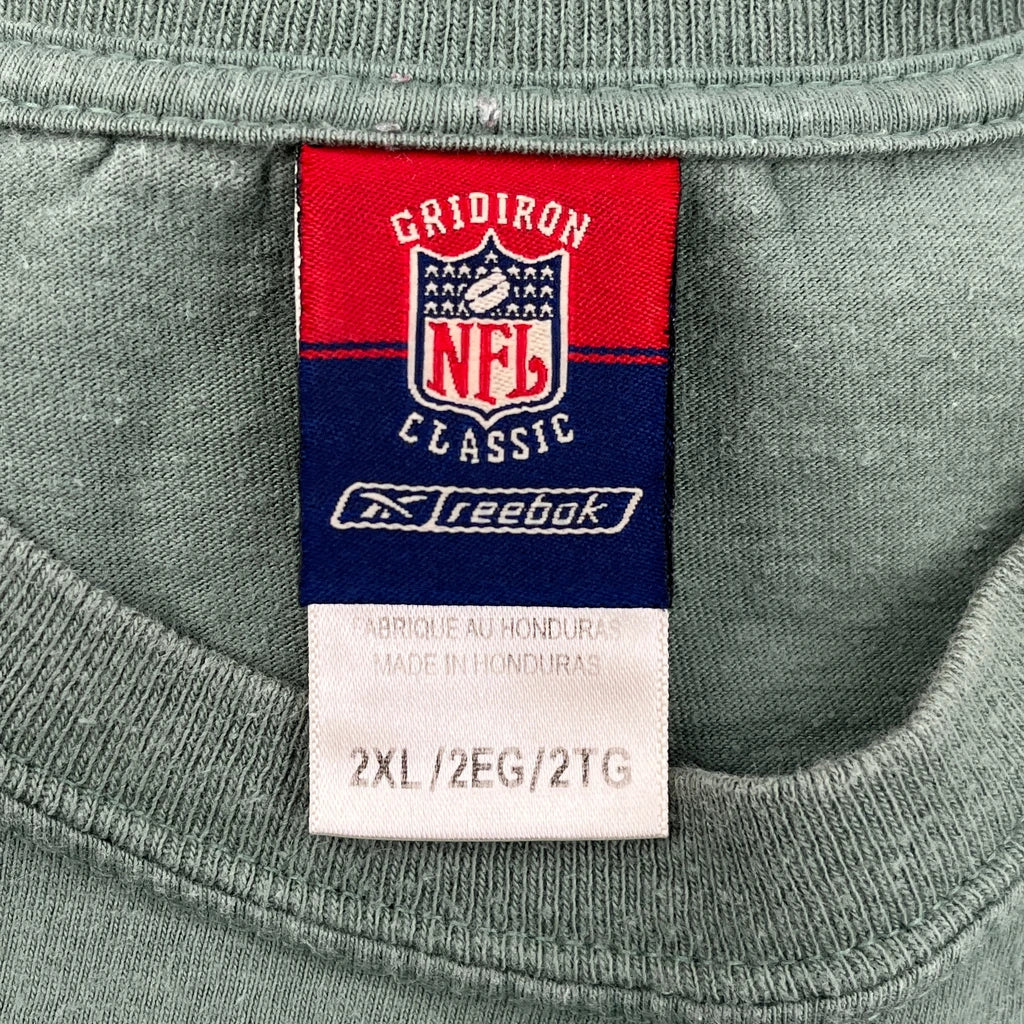 GRIDIRON
NFL
CLASSIC
reebok
FABRIQUE AU HONDURAS
MADE IN HONDURAS
2XL/2EG/2TG